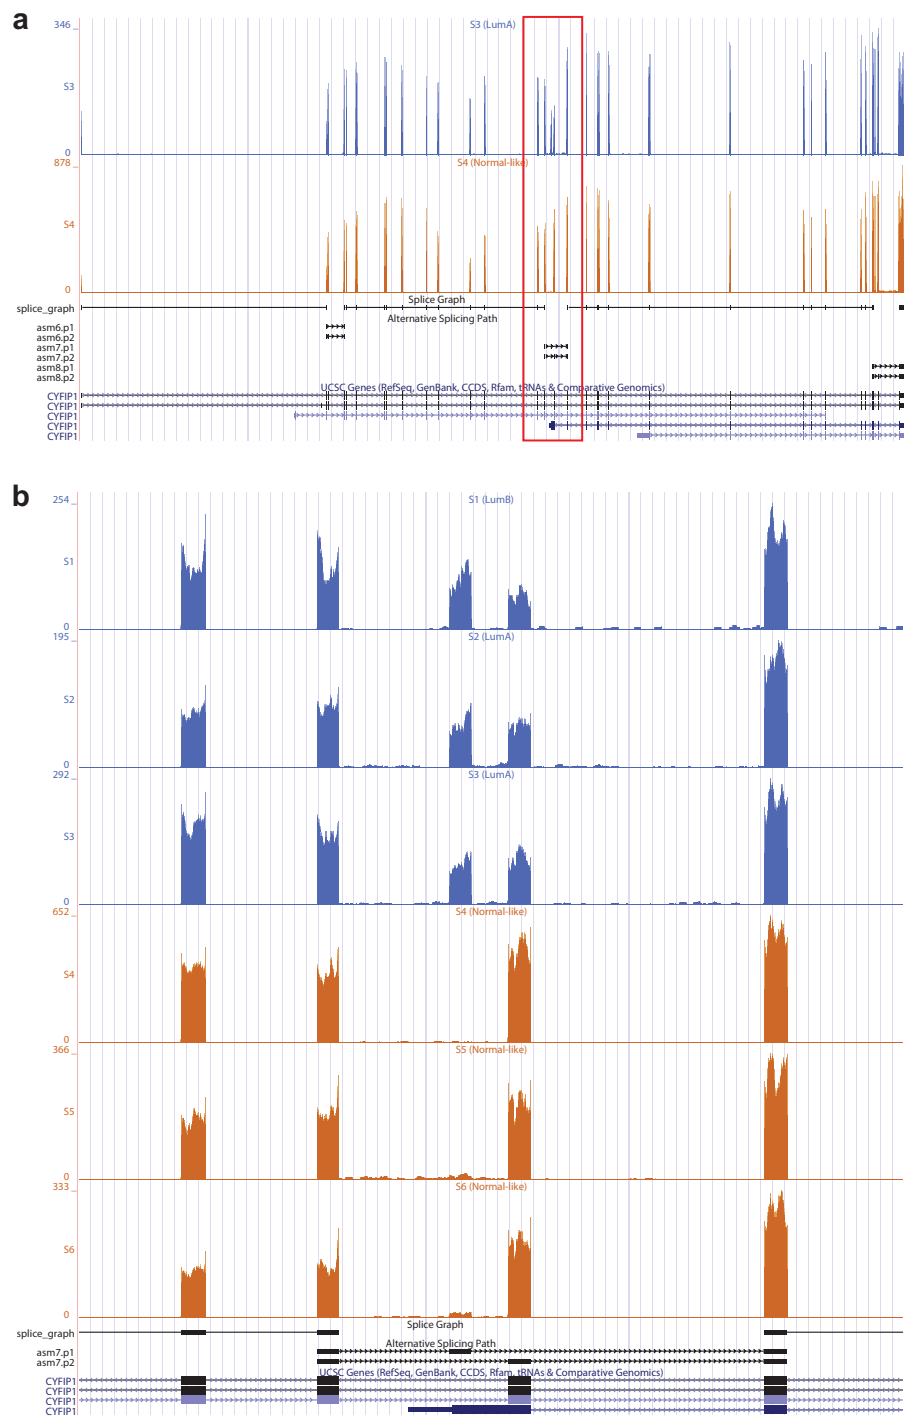 a
346
S3 (LumA)
S3
0
878
S4 (Normal-like)
S4
0
Splice Graph
splice_graph
Alternative Splicing Path
asm6.p1
asm6.p2
asm7.p1
asm7.p2
asm8.p1
asm8.p2
UCSC Genes (RefSeq, GenBank, CCDS, Rfam, tRNAs & Comparative Genomics)
CYFIP1
CYFIP1
CYFIP1
CYFIP1
CYFIP1
b
254
S1 (LumB)
S1
0
195
S2 (LumA)
S2
0
292
S3 (LumA)
S3
0
652
S4 (Normal-like)
S4
0
366
S5 (Normal-like)
S5
0
333
S6 (Normal-like)
S6
0
Splice Graph
splice_graph
Alternative Splicing Path
asm7.p1
asm7.p2
UCSC Genes (RefSeq, GenBank, CCDS, Rfam, tRNAs & Comparative Genomics)
CYFIP1
CYFIP1
CYFIP1
CYFIP1